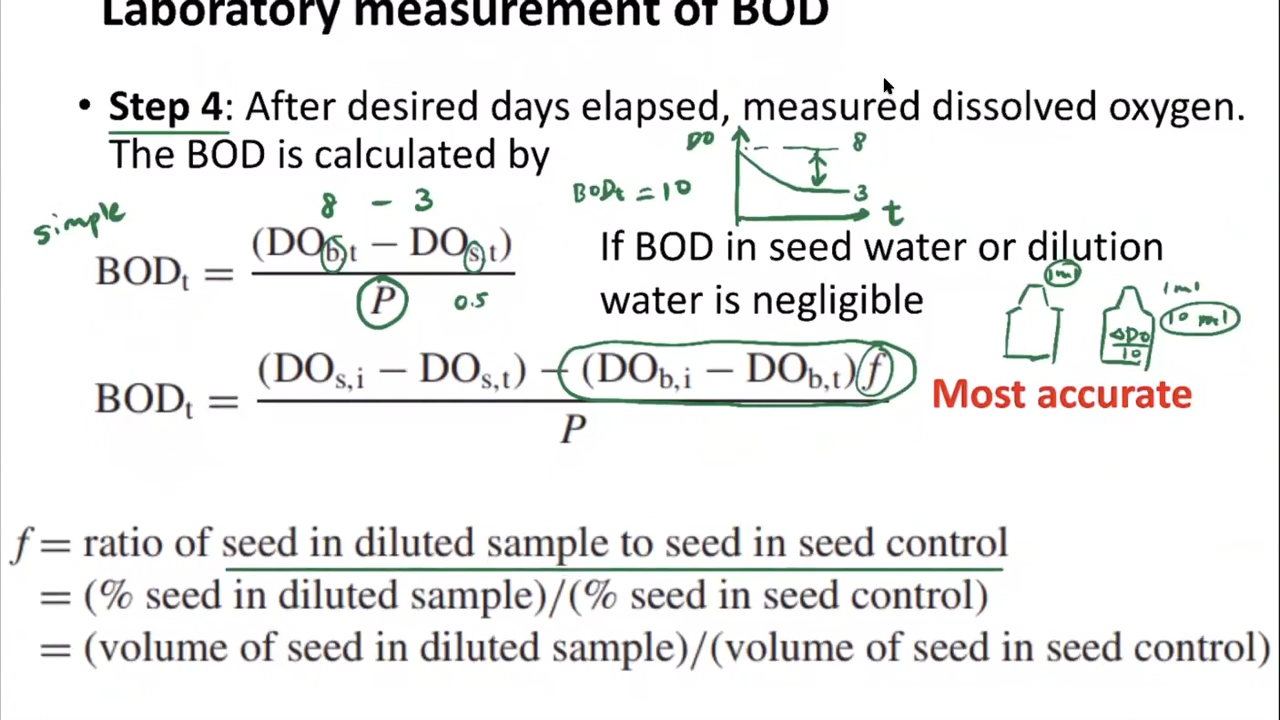 Laboratory measurement of BOD
• Step 4: After desired days elapsed, measured dissolved oxygen.
The BOD is calculated by
DO
8
3
t
BODt = 10
simple
8 - 3
BODₜ = (DO_b,t − DO_s,t) / P
0.5
If BOD in seed water or dilution
water is negligible
1ml
1ml
10 ml
ΔDO
10
BODₜ = ((DO_s,i − DO_s,t) − (DO_b,i − DO_b,t)f) / P
Most accurate
f = ratio of seed in diluted sample to seed in seed control
= (% seed in diluted sample)/(% seed in seed control)
= (volume of seed in diluted sample)/(volume of seed in seed control)